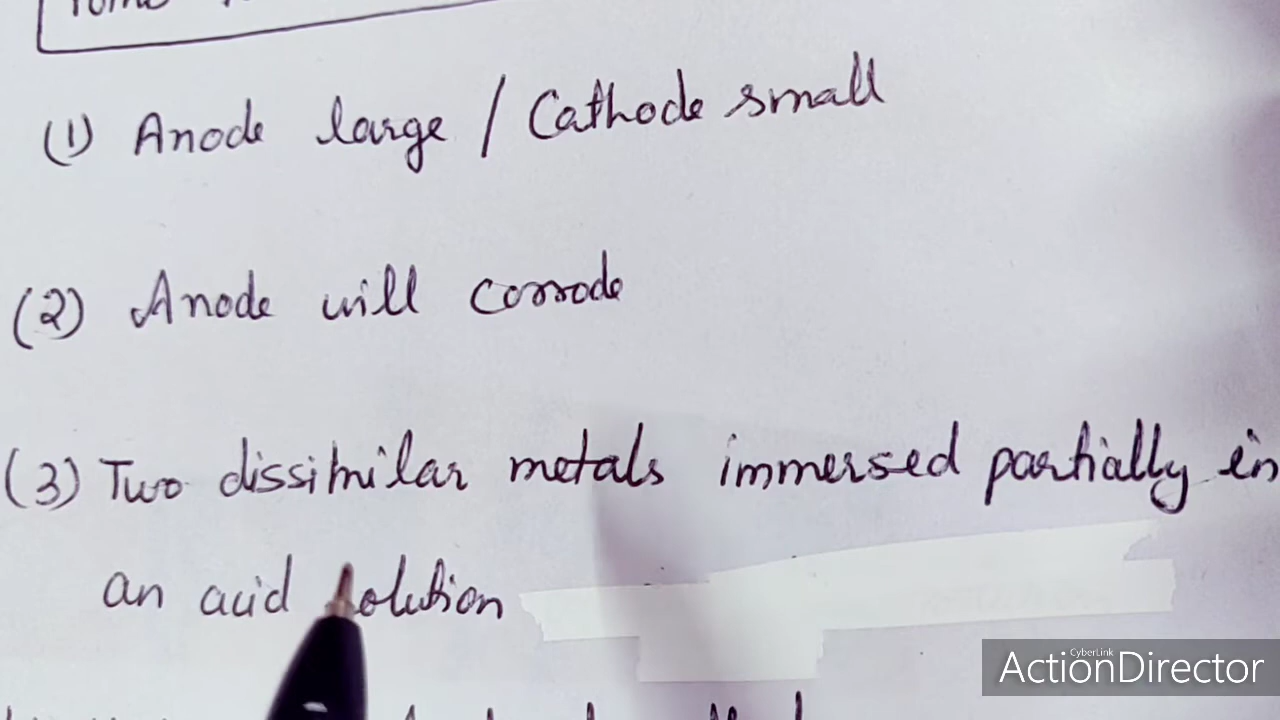 (1) Anode large / Cathode small
(2) Anode will corrode
(3) Two dissimilar metals immersed partially in
an acid solution
CyberLink
ActionDirector